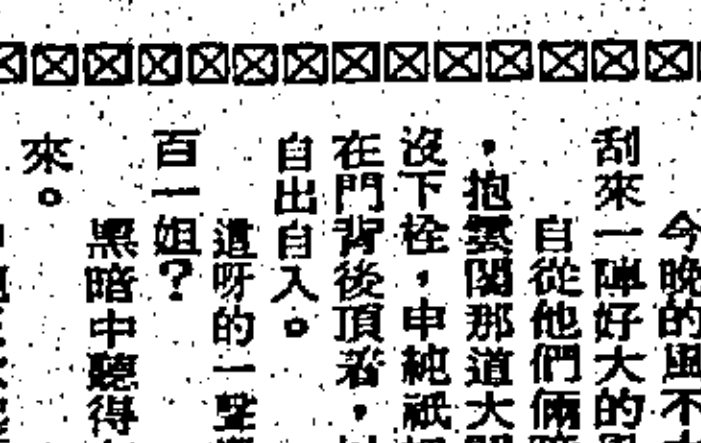 今晚的風不
刮來一陣好大的
自從他們倆
，抱雲閣那道大
沒下栓，申純祇
在門背後頂著，
自出自入。
這呀的一聲
百一姐？
黑暗中聽得
來。